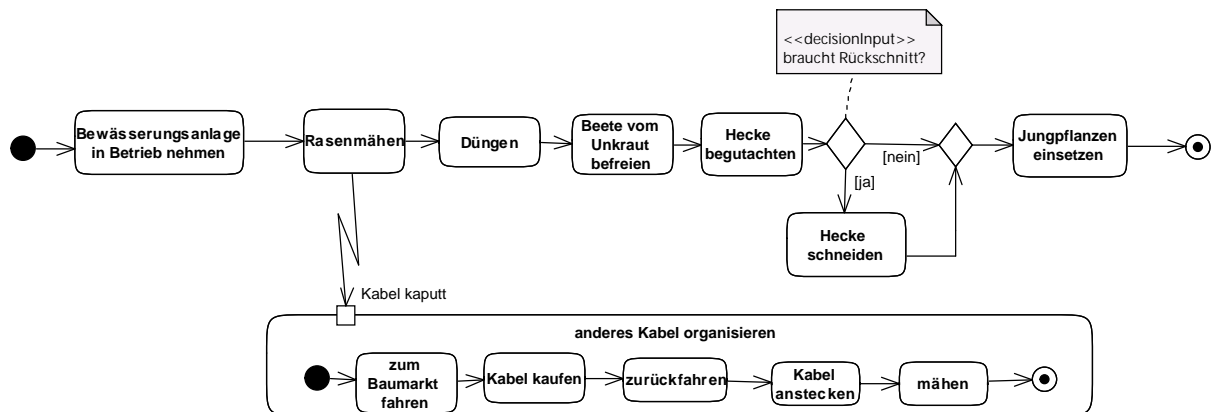 <<decisionInput>>
braucht Rückschnitt?
Bewässerungsanlage
in Betrieb nehmen
Rasenmähen
Düngen
Beete vom
Unkraut
befreien
Hecke
begutachten
[nein]
[ja]
Jungpflanzen
einsetzen
Hecke
schneiden
Kabel kaputt
anderes Kabel organisieren
zum
Baumarkt
fahren
Kabel kaufen
zurückfahren
Kabel
anstecken
mähen